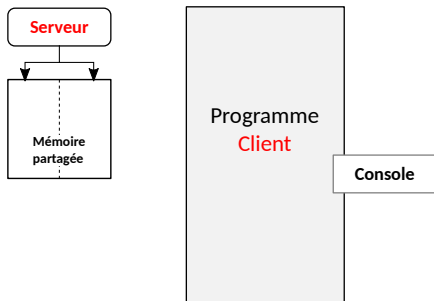 Serveur
Mémoire
partagée
Programme
Client
Console